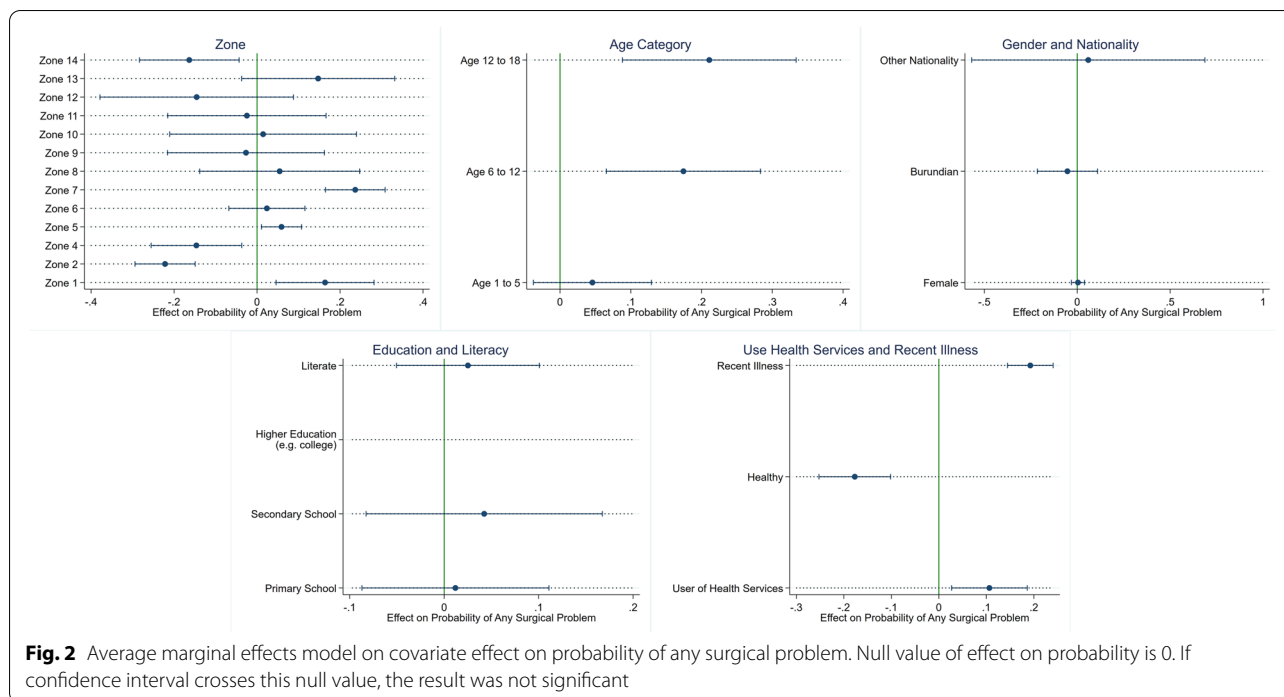 Zone
Zone 14
Zone 13
Zone 12
Zone 11
Zone 10
Zone 9
Zone 8
Zone 7
Zone 6
Zone 5
Zone 4
Zone 2
Zone 1
-.4 -.2 0 .2 .4
Effect on Probability of Any Surgical Problem
Age Category
Age 12 to 18
Age 6 to 12
Age 1 to 5
0 .1 .2 .3 .4
Effect on Probability of Any Surgical Problem
Gender and Nationality
Other Nationality
Burundian
Female
-.5 0 .5 1
Effect on Probability of Any Surgical Problem
Education and Literacy
Literate
Higher Education
(e.g. college)
Secondary School
Primary School
-.1 0 .1 .2
Effect on Probability of Any Surgical Problem
Use Health Services and Recent Illness
Recent Illness
Healthy
User of Health Services
-.3 -.2 -.1 0 .1 .2
Effect on Probability of Any Surgical Problem
Fig. 2 Average marginal effects model on covariate effect on probability of any surgical problem. Null value of effect on probability is 0. If
confidence interval crosses this null value, the result was not significant